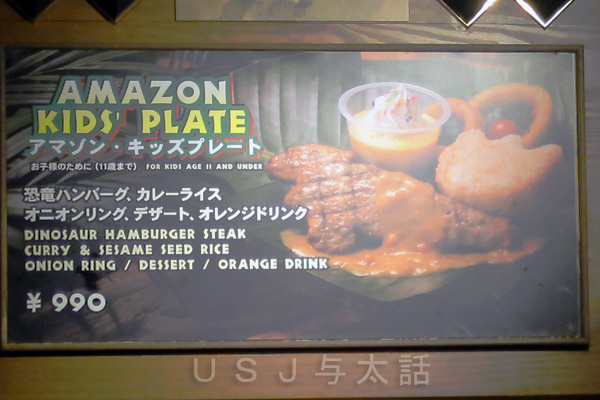 AMAZON
KIDS' PLATE
アマゾン・キッズプレート
お子様のために (11歳まで) FOR KIDS AGE 11 AND UNDER
恐竜ハンバーグ、カレーライス
オニオンリング、デザート、オレンジドリンク
DINOSAUR HAMBURGER STEAK
CURRY & SESAME SEED RICE
ONION RING / DESSERT / ORANGE DRINK
¥ 990
USJ与太話